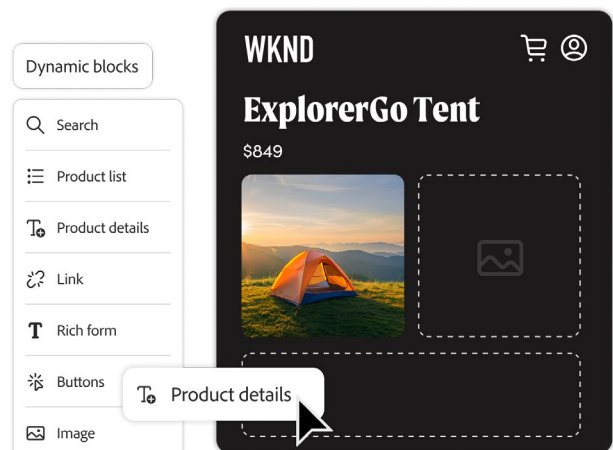 Dynamic blocks
Search
Product list
Product details
Link
Rich form
Buttons
Image
Product details
WKND
ExplorerGo Tent
$849